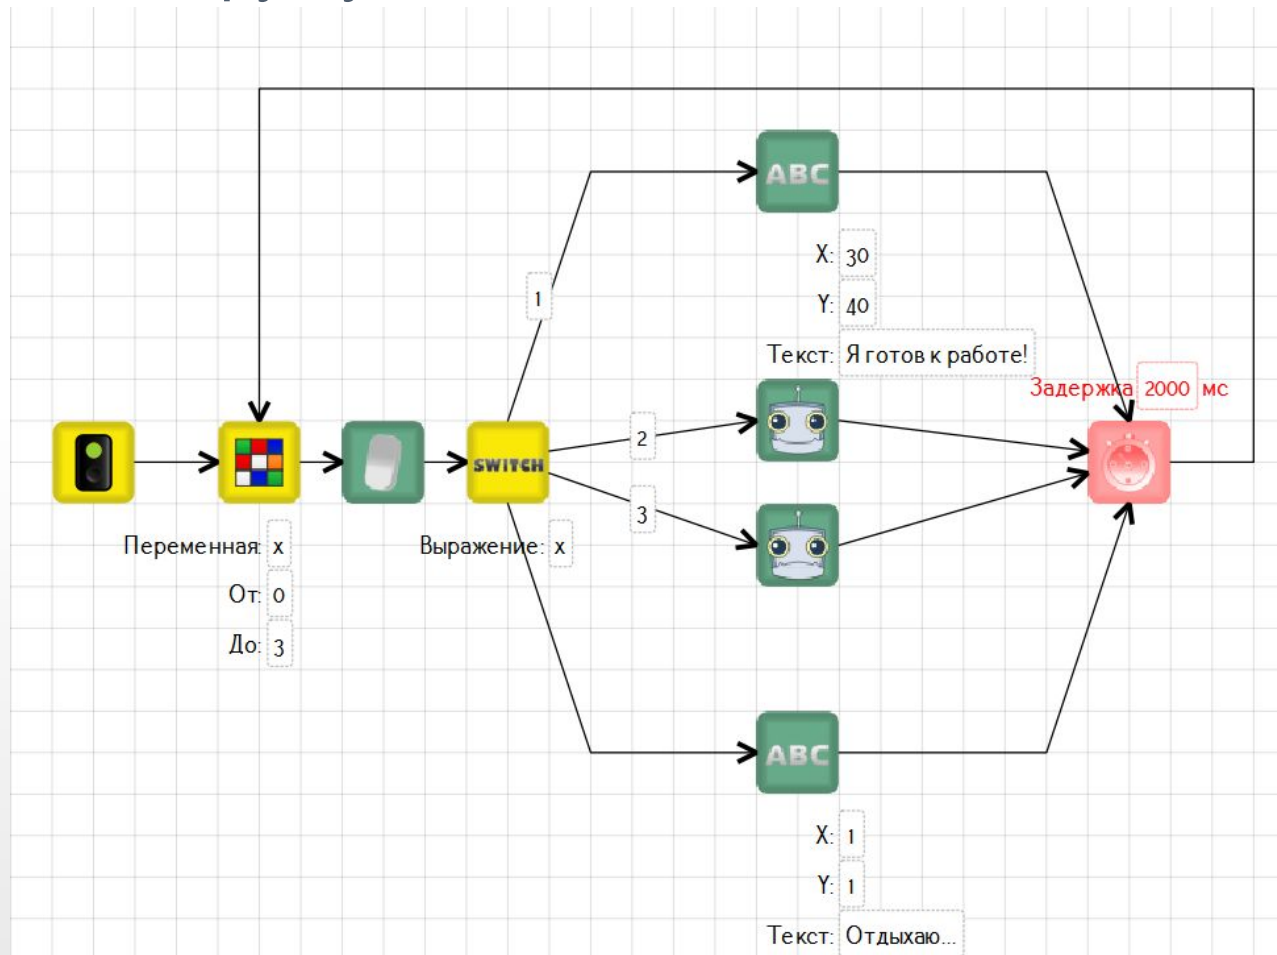 ABC
X: 30
Y: 40
Текст: Я готов к работе!
1
Задержка 2000 мс
2
SWITCH
3
Переменная: x
Выражение: x
От: 0
До: 3
ABC
X: 1
Y: 1
Текст: Отдыхаю...